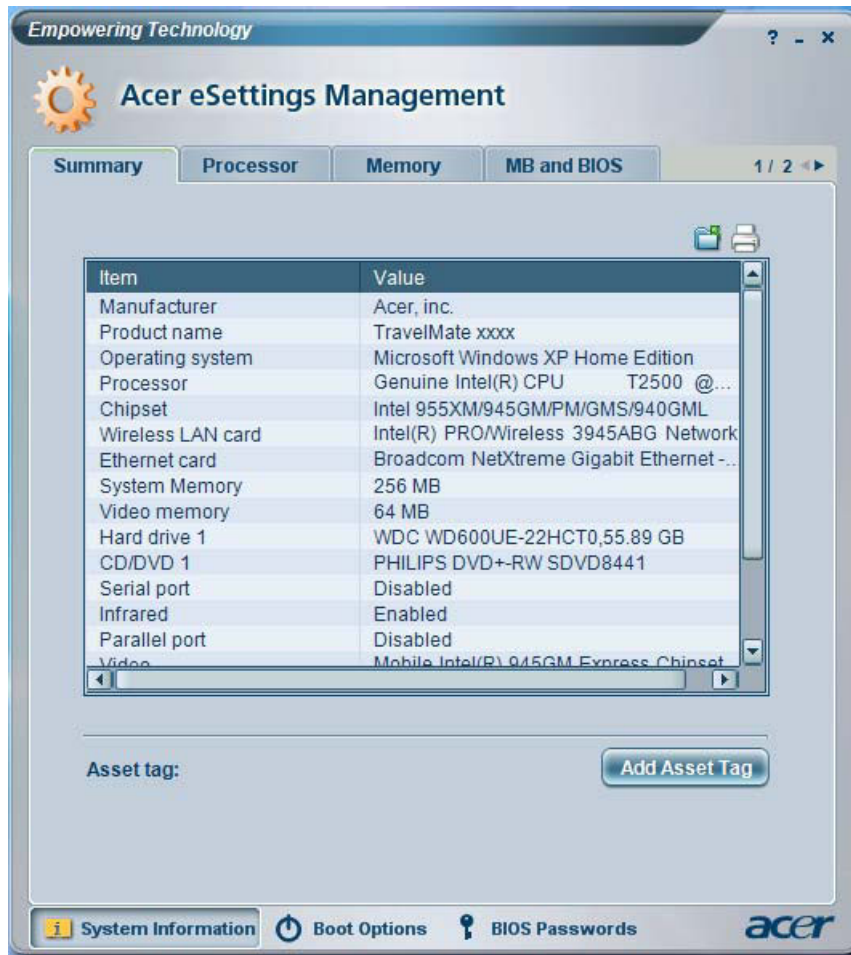 Empowering Technology
? - x
Acer eSettings Management
Summary Processor Memory MB and BIOS 1 / 2
Item Value
Manufacturer Acer, inc.
Product name TravelMate xxxx
Operating system Microsoft Windows XP Home Edition
Processor Genuine Intel(R) CPU T2500 @...
Chipset Intel 955XM/945GM/PM/GMS/940GML
Wireless LAN card Intel(R) PRO/Wireless 3945ABG Network
Ethernet card Broadcom NetXtreme Gigabit Ethernet -...
System Memory 256 MB
Video memory 64 MB
Hard drive 1 WDC WD600UE-22HCT0,55.89 GB
CD/DVD 1 PHILIPS DVD+-RW SDVD8441
Serial port Disabled
Infrared Enabled
Parallel port Disabled
Video Mobile Intel(R) 945GM Express Chipset
Asset tag: Add Asset Tag
System Information Boot Options BIOS Passwords acer